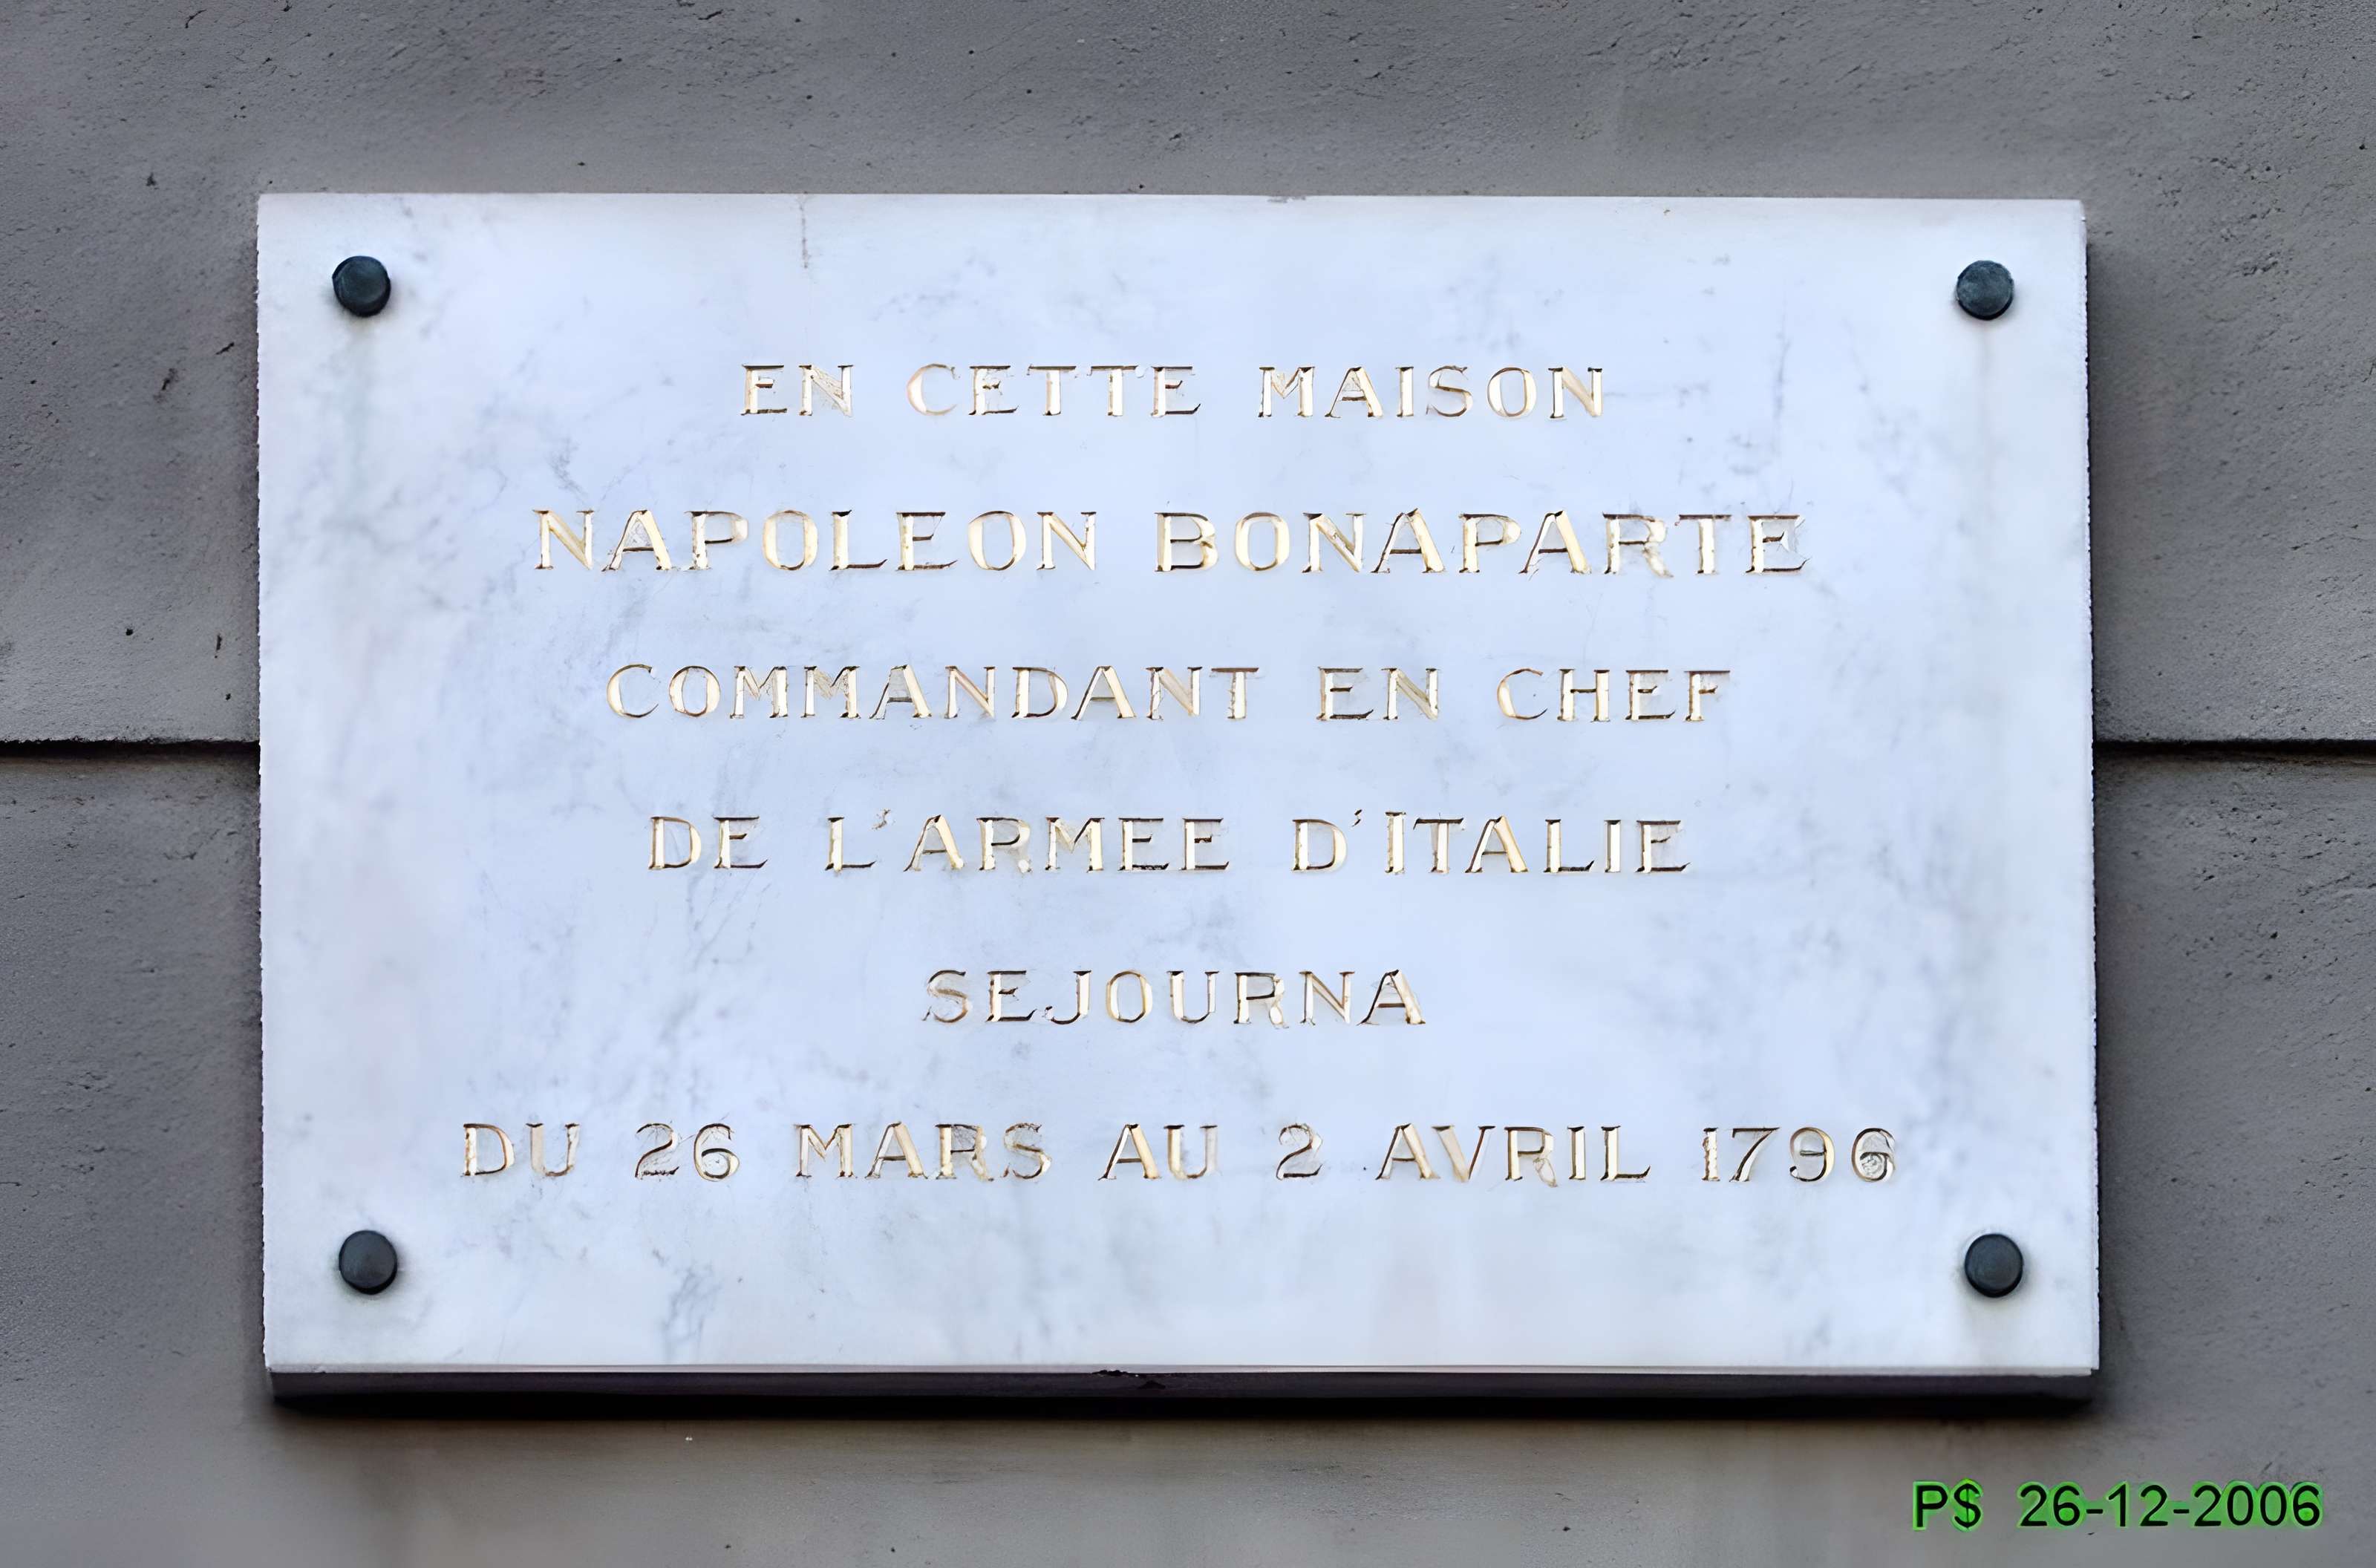 EN CETTE MAISON
NAPOLEON BONAPARTE
COMMANDANT EN CHEF
DE L'ARMEE D'ITALIE
SEJOURNA
DU 26 MARS AU 2 AVRIL 1796
P$ 26-12-2006